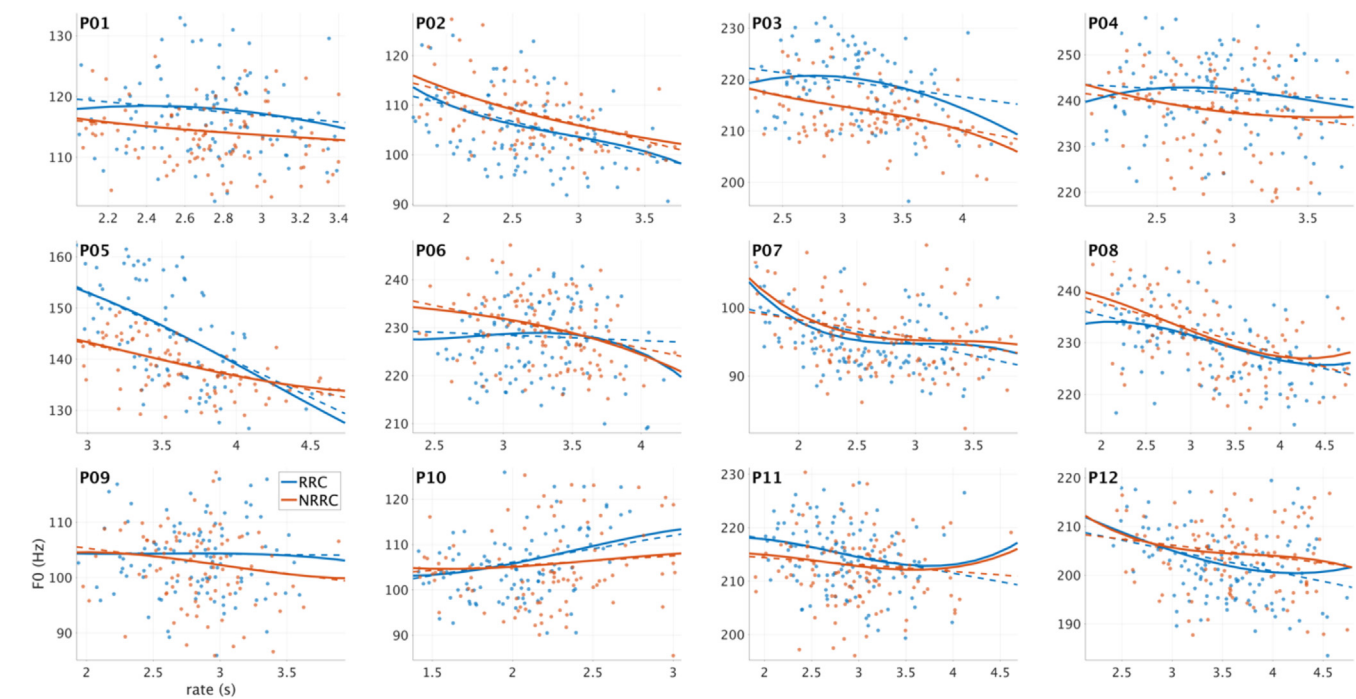 P01 P02 P03 P04
130 120 230 250
120 110 220 240
110 100 210 230
90 200 220
2.2 2.4 2.6 2.8 3 3.2 3.4 2 2.5 3 3.5 2.5 3 3.5 4 2.5 3 3.5
P05 P06 P07 P08
160 240 100 240
150 230 90 230
140 220 220
130 210
3 3.5 4 4.5 2.5 3 3.5 4 2 2.5 3 3.5 2 2.5 3 3.5 4 4.5
P09 RRC P10 P11 P12
NRRC
110 120 230 220
100 110 220 210
90 100 210 200
90 200 190
F0 (Hz)
2 2.5 3 3.5 1.5 2 2.5 3 2 2.5 3 3.5 4 4.5 2.5 3 3.5 4 4.5
rate (s)